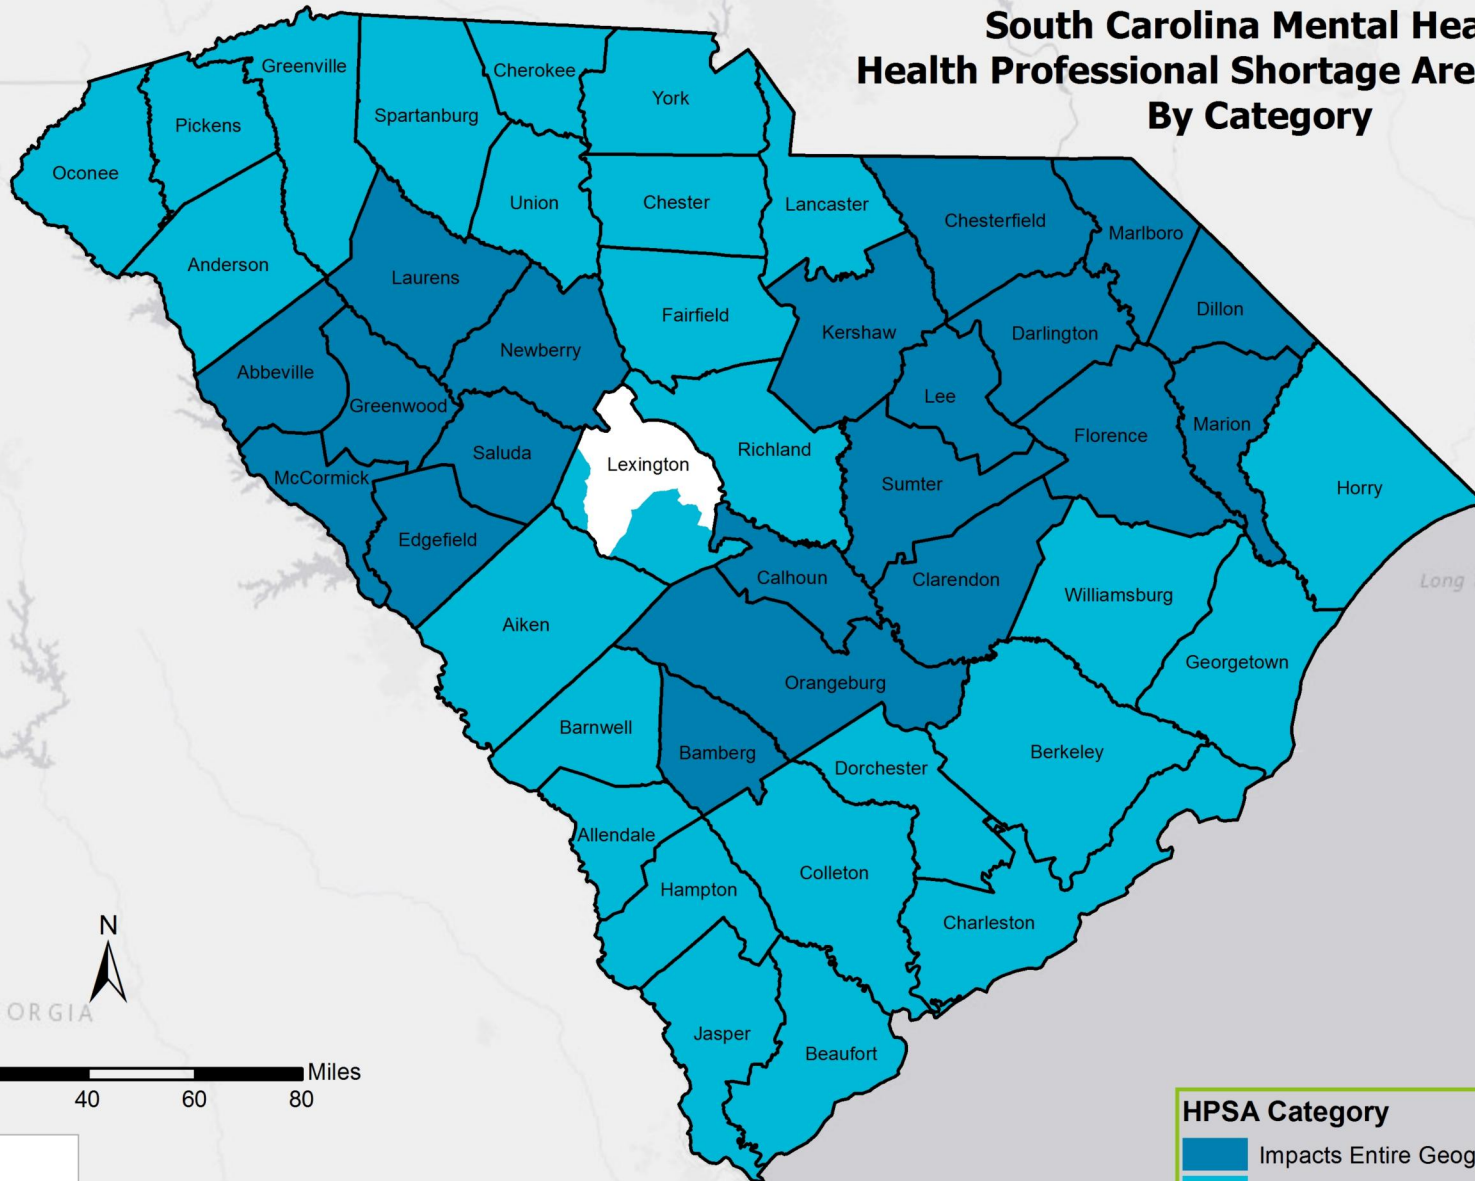 South Carolina Mental Hea
Health Professional Shortage Are
By Category
Greenville
Cherokee
York
Spartanburg
Pickens
Oconee
Union
Chester
Lancaster
Chesterfield
Marlboro
Anderson
Laurens
Dillon
Fairfield
Kershaw
Darlington
Newberry
Abbeville
Greenwood
Lee
Marion
Florence
Richland
Saluda
Lexington
McCormick
Sumter
Horry
Edgefield
Calhoun
Clarendon
Long
Williamsburg
Aiken
Georgetown
Orangeburg
Barnwell
Bamberg
Berkeley
Dorchester
Allendale
Colleton
Hampton
Charleston
N
ORGIA
Jasper
Beaufort
Miles
40 60 80
HPSA Category
Impacts Entire Geog